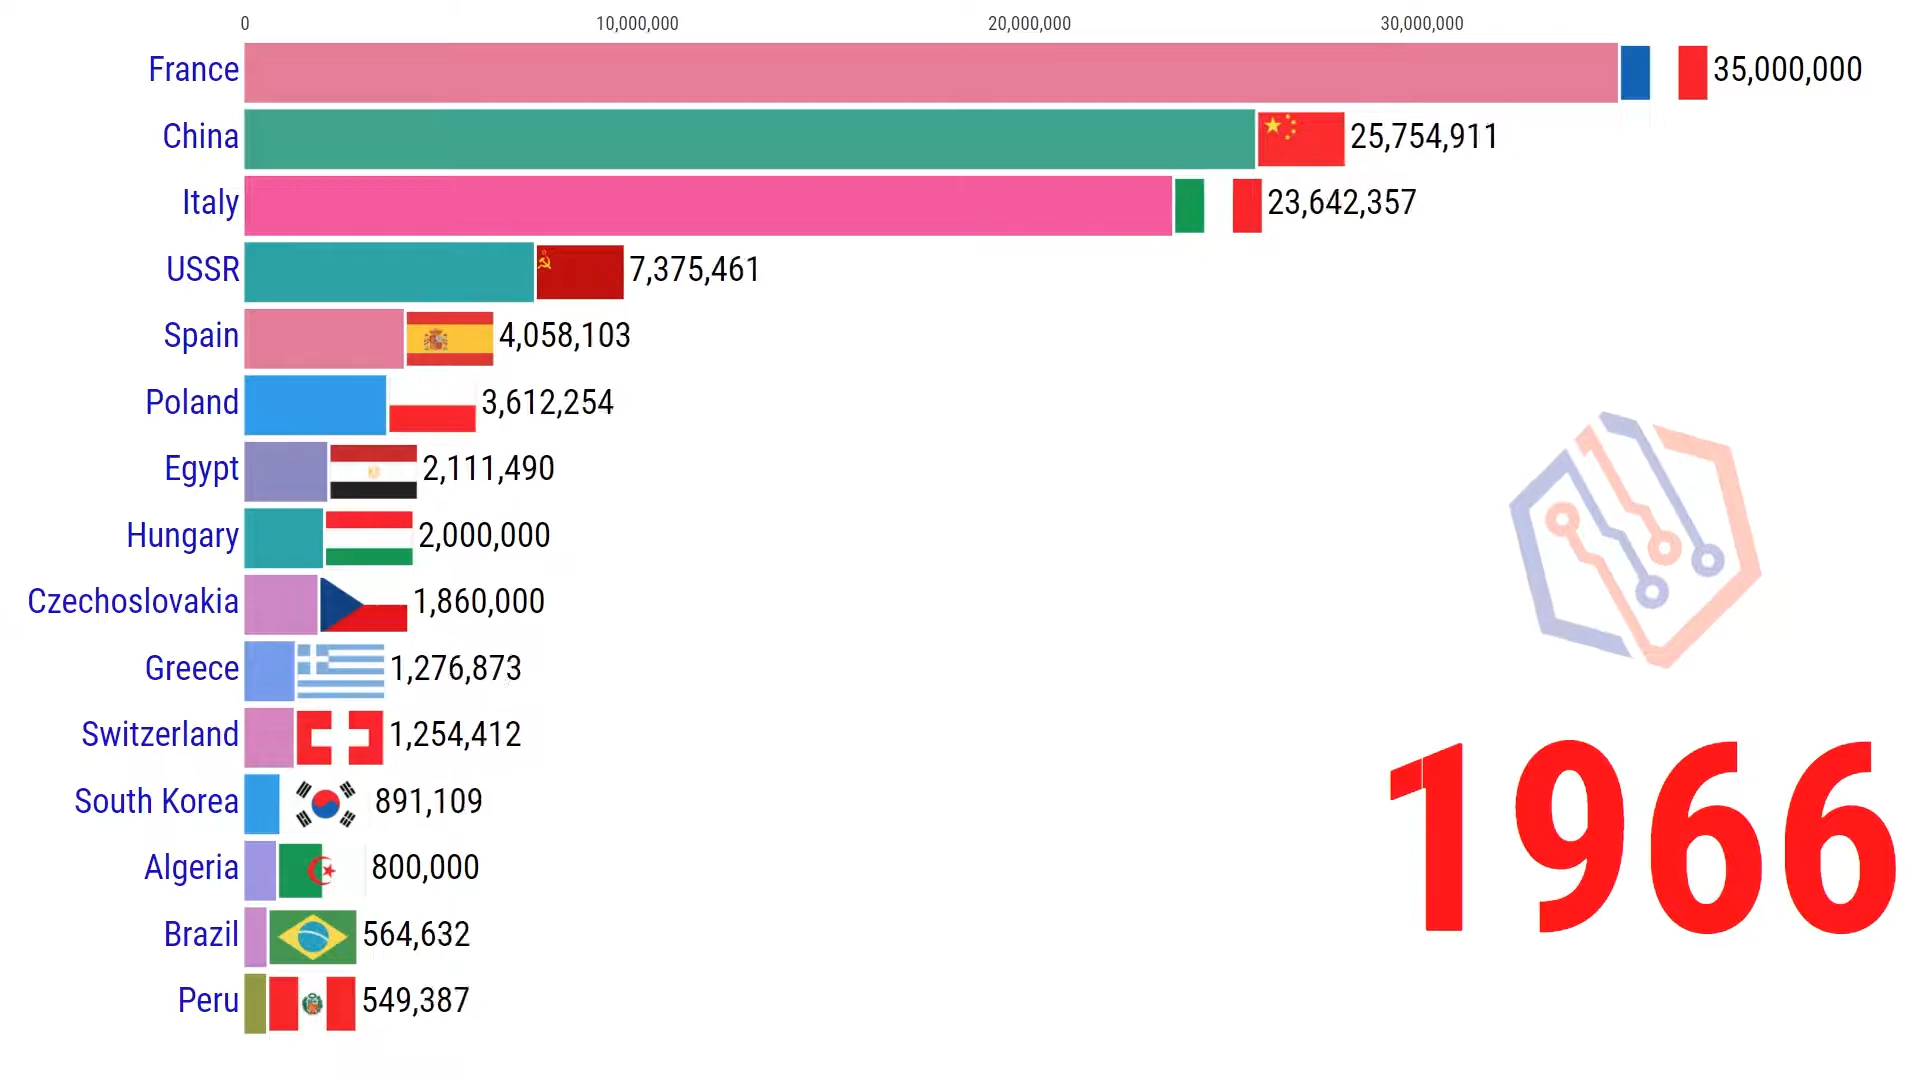 0 10,000,000 20,000,000 30,000,000
France 35,000,000
China 25,754,911
Italy 23,642,357
USSR 7,375,461
Spain 4,058,103
Poland 3,612,254
Egypt 2,111,490
Hungary 2,000,000
Czechoslovakia 1,860,000
Greece 1,276,873
Switzerland 1,254,412
South Korea 891,109
Algeria 800,000
Brazil 564,632
Peru 549,387
1966